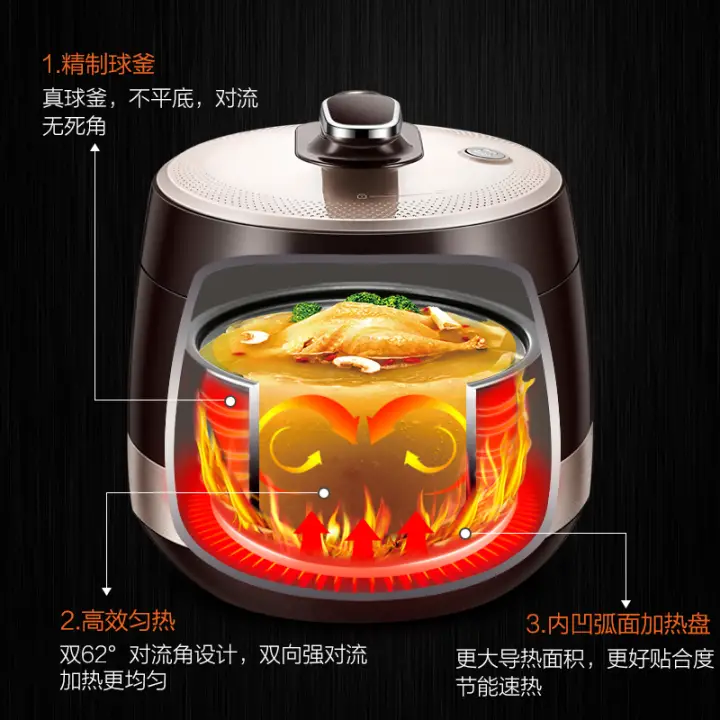 1.精制球釜
真球釜，不平底，对流
无死角
2.高效匀热
双62°对流角设计，双向强对流
加热更均匀
3.内凹弧面加热盘
更大导热面积，更好贴合度
节能速热